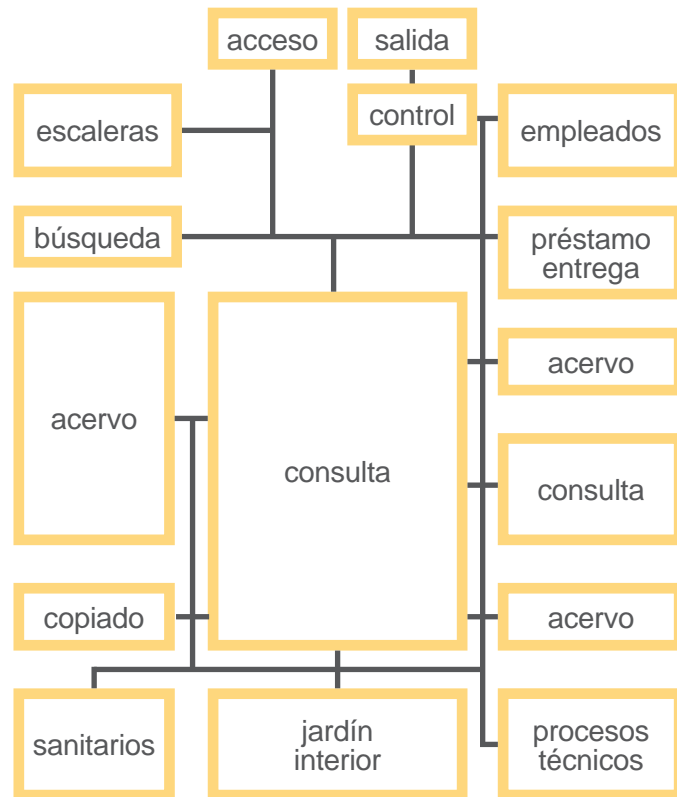 acceso
salida
escaleras
control
empleados
búsqueda
préstamo
entrega
acervo
acervo
consulta
consulta
copiado
acervo
sanitarios
jardín
interior
procesos
técnicos